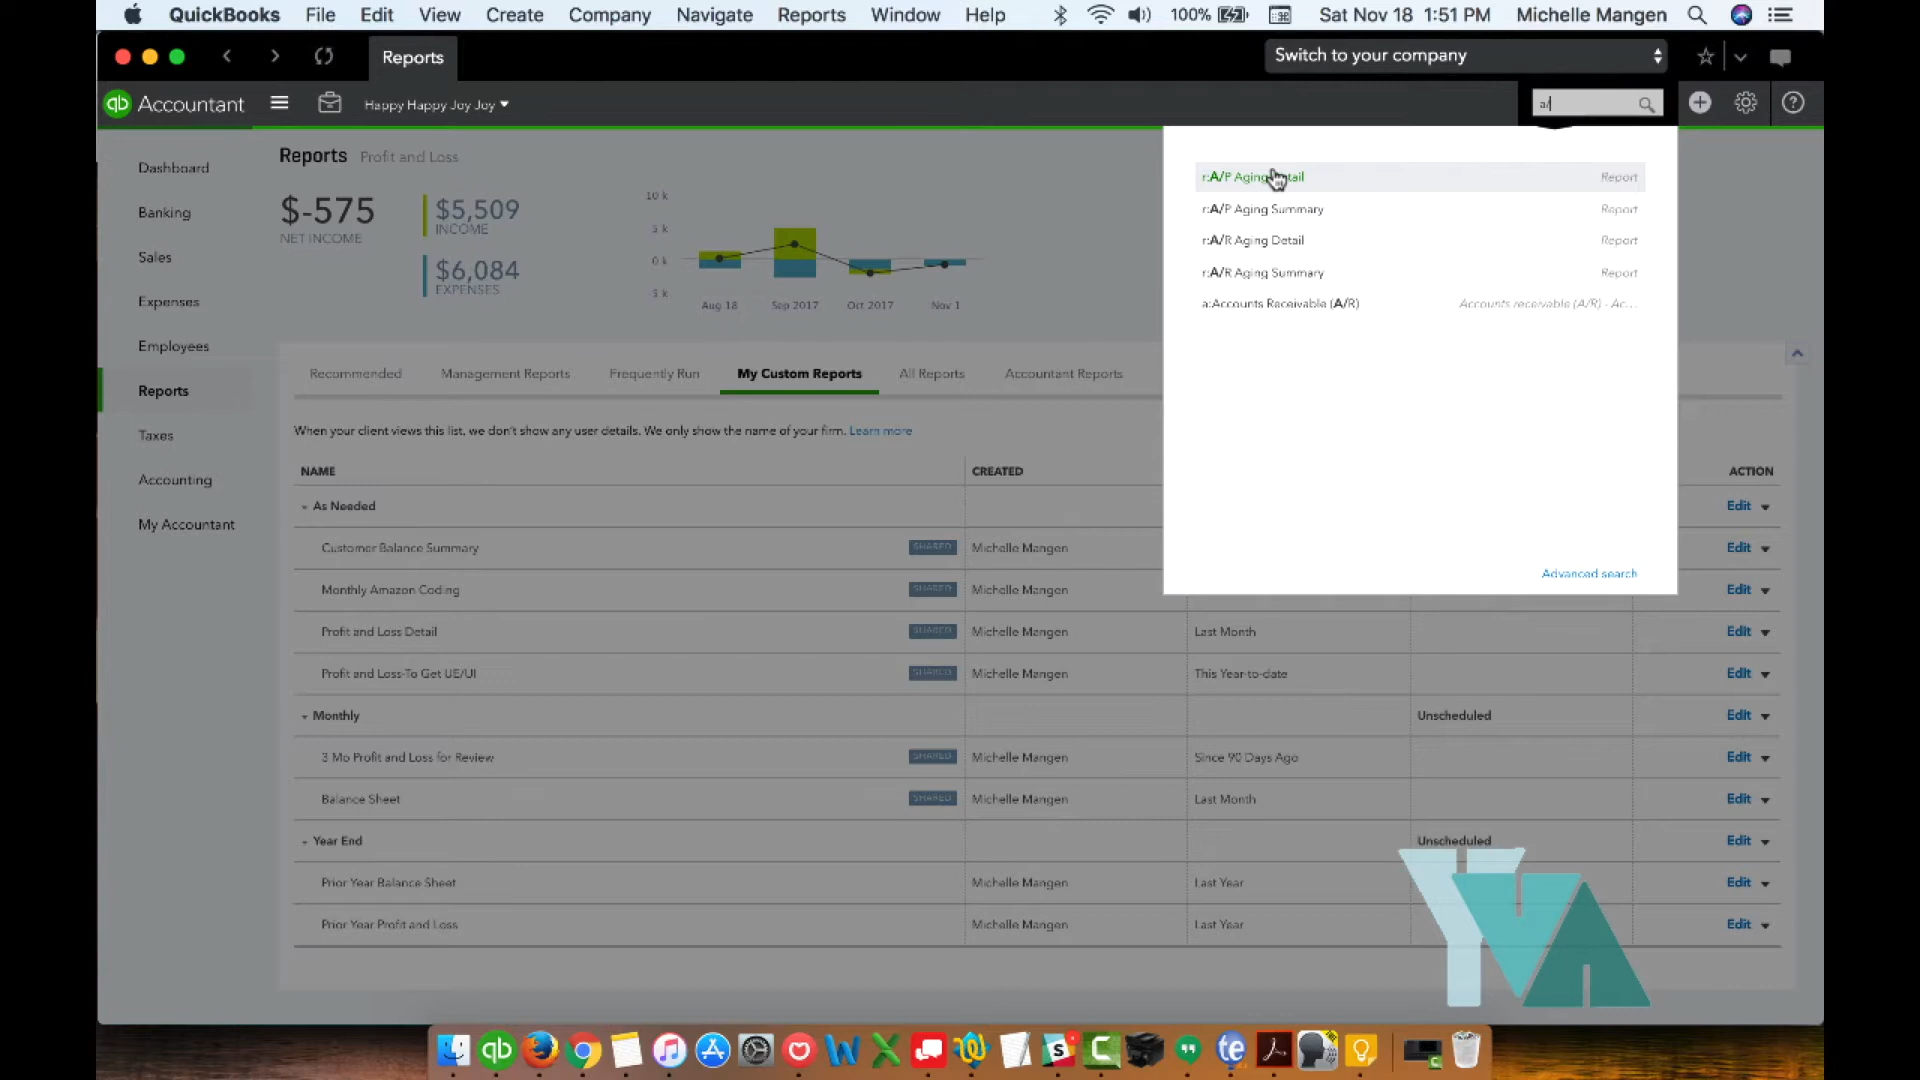 QuickBooks File Edit View Create Company Navigate Reports Window Help 100% Sat Nov 18 1:51 PM Michelle Mangen
Reports Switch to your company
qb Accountant Happy Happy Joy Joy a/
Reports Profit and Loss
$-575
NET INCOME
$5,509
INCOME
$6,084
EXPENSES
10 k
5 k
0 k
5 k
Aug 18 Sep 2017 Oct 2017 Nov 1
r:A/P Aging Detail Report
r:A/P Aging Summary Report
r:A/R Aging Detail Report
r:A/R Aging Summary Report
a:Accounts Receivable (A/R) Accounts receivable (A/R) - Ac...
Advanced search
Dashboard
Banking
Sales
Expenses
Employees
Reports
Taxes
Accounting
My Accountant
Recommended Management Reports Frequently Run My Custom Reports All Reports Accountant Reports
When your client views this list, we don't show any user details. We only show the name of your firm. Learn more
NAME CREATED ACTION
As Needed Edit
Customer Balance Summary SHARED Michelle Mangen Edit
Monthly Amazon Coding SHARED Michelle Mangen Edit
Profit and Loss Detail SHARED Michelle Mangen Last Month Edit
Profit and Loss-To Get UE/UI SHARED Michelle Mangen This Year-to-date Edit
Monthly Unscheduled Edit
3 Mo Profit and Loss for Review SHARED Michelle Mangen Since 90 Days Ago Edit
Balance Sheet SHARED Michelle Mangen Last Month Edit
Year End Unscheduled Edit
Prior Year Balance Sheet Michelle Mangen Last Year Edit
Prior Year Profit and Loss Michelle Mangen Last Year Edit
YVA